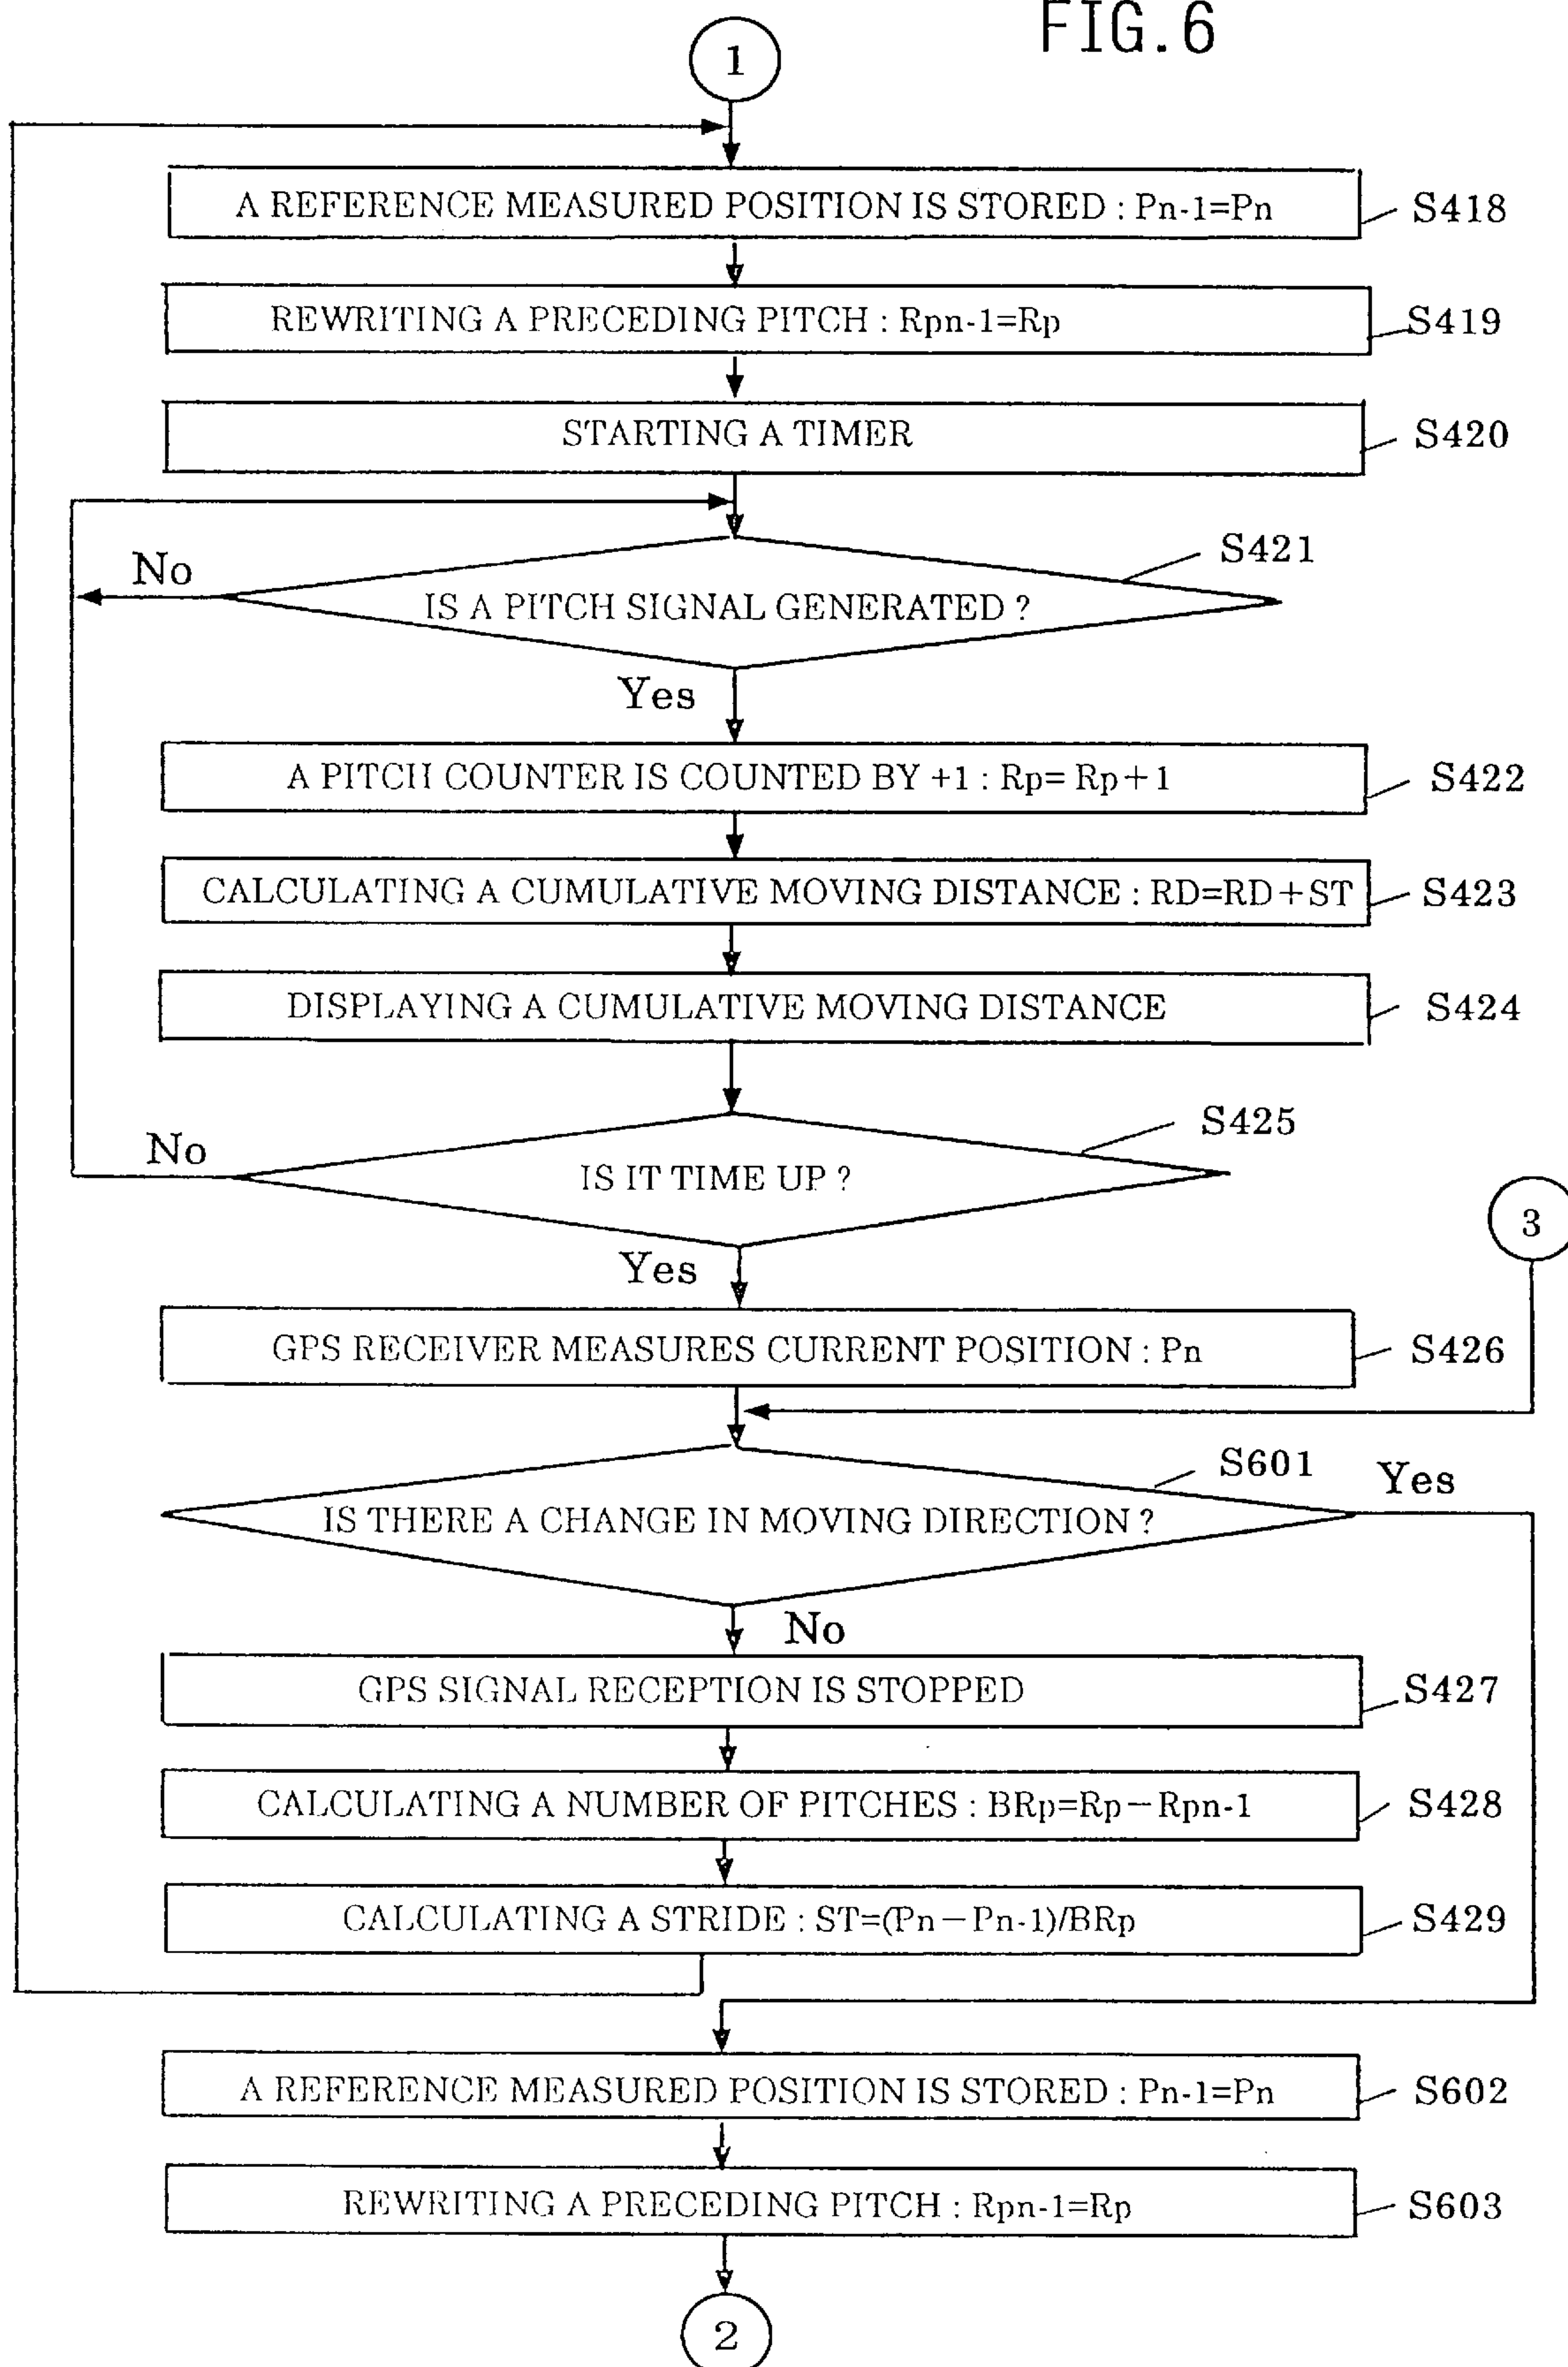 FIG.6
1
A REFERENCE MEASURED POSITION IS STORED : Pn-1=Pn
S418
REWRITING A PRECEDING PITCH : Rpn-1=Rp
S419
STARTING A TIMER
S420
S421
No
IS A PITCH SIGNAL GENERATED ?
Yes
A PITCH COUNTER IS COUNTED BY +1 : Rp= Rp+1
S422
CALCULATING A CUMULATIVE MOVING DISTANCE : RD=RD+ST
S423
DISPLAYING A CUMULATIVE MOVING DISTANCE
S424
S425
No
IS IT TIME UP ?
3
Yes
GPS RECEIVER MEASURES CURRENT POSITION : Pn
S426
S601
Yes
IS THERE A CHANGE IN MOVING DIRECTION ?
No
GPS SIGNAL RECEPTION IS STOPPED
S427
CALCULATING A NUMBER OF PITCHES : BRp=Rp-Rpn-1
S428
CALCULATING A STRIDE : ST=(Pn-Pn-1)/BRp
S429
A REFERENCE MEASURED POSITION IS STORED : Pn-1=Pn
S602
REWRITING A PRECEDING PITCH : Rpn-1=Rp
S603
2